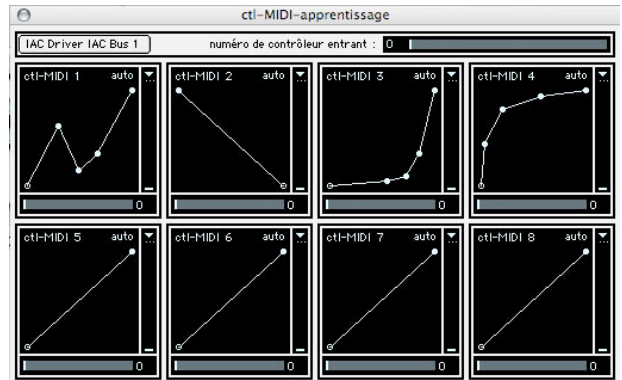 ctl-MIDI-apprentissage
IAC Driver IAC Bus 1 numéro de contrôleur entrant : 0
ctl-MIDI 1 auto
ctl-MIDI 2 auto
ctl-MIDI 3 auto
ctl-MIDI 4 auto
0
0
0
0
ctl-MIDI 5 auto
ctl-MIDI 6 auto
ctl-MIDI 7 auto
ctl-MIDI 8 auto
0
0
0
0